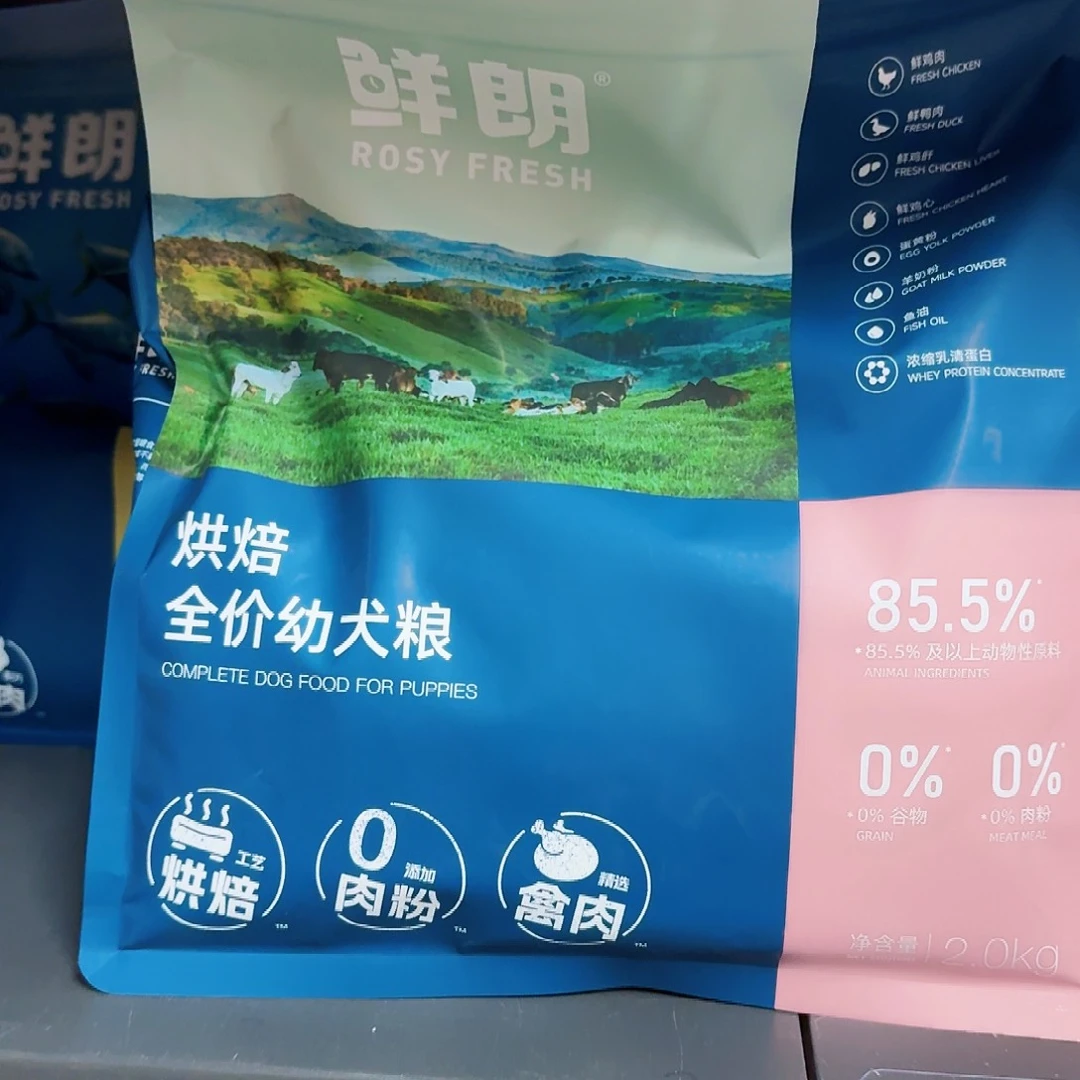 鲜朗®
ROSY FRESH
鲜鸡肉
FRESH CHICKEN
鲜鸭肉
FRESH DUCK
鲜鸡肝
FRESH CHICKEN LIVER
鲜鸡心
FRESH CHICKEN HEART
蛋黄粉
EGG YOLK POWDER
羊奶粉
GOAT MILK POWDER
鱼油
FISH OIL
浓缩乳清蛋白
WHEY PROTEIN CONCENTRATE
鲜朗
ROSY FRESH
烘焙
全价幼犬粮
COMPLETE DOG FOOD FOR PUPPIES
85.5%*
•85.5% 及以上动物性原料
ANIMAL INGREDIENTS
0%* 0%*
•0% 谷物 •0% 肉粉
GRAIN MEAT MEAL
工艺
烘焙
TM
0
添加
肉粉
TM
精选
禽肉
TM
净含量 2.0kg
肉